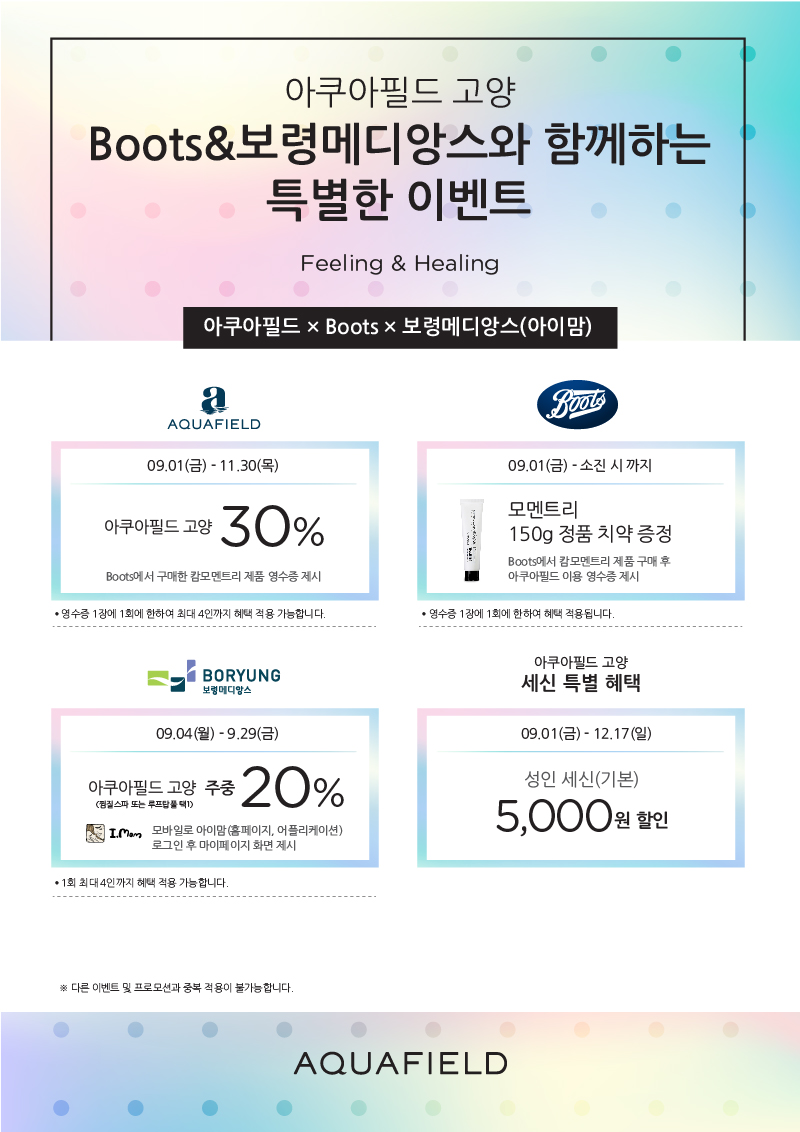 아쿠아필드 고양
Boots&보령메디앙스와 함께하는
특별한 이벤트
Feeling & Healing
아쿠아필드 × Boots × 보령메디앙스(아이맘)
a
AQUAFIELD
09.01(금) - 11.30(목)
아쿠아필드 고양 30%
Boots에서 구매한 캄모멘트리 제품 영수증 제시
• 영수증 1장에 1회에 한하여 최대 4인까지 혜택 적용 가능합니다.
Boots
09.01(금) - 소진 시 까지
모멘트리
150g 정품 치약 증정
Boots에서 캄모멘트리 제품 구매 후
아쿠아필드 이용 영수증 제시
• 영수증 1장에 1회에 한하여 혜택 적용됩니다.
BORYUNG
보령메디앙스
09.04(월) - 9.29(금)
아쿠아필드 고양 주중 20%
(찜질스파 또는 루프탑풀 택1)
I.Mom 모바일로 아이맘(홈페이지, 어플리케이션)
로그인 후 마이페이지 화면 제시
• 1회 최대 4인까지 혜택 적용 가능합니다.
아쿠아필드 고양
세신 특별 혜택
09.01(금) - 12.17(일)
성인 세신(기본)
5,000원 할인
※ 다른 이벤트 및 프로모션과 중복 적용이 불가능합니다.
AQUAFIELD